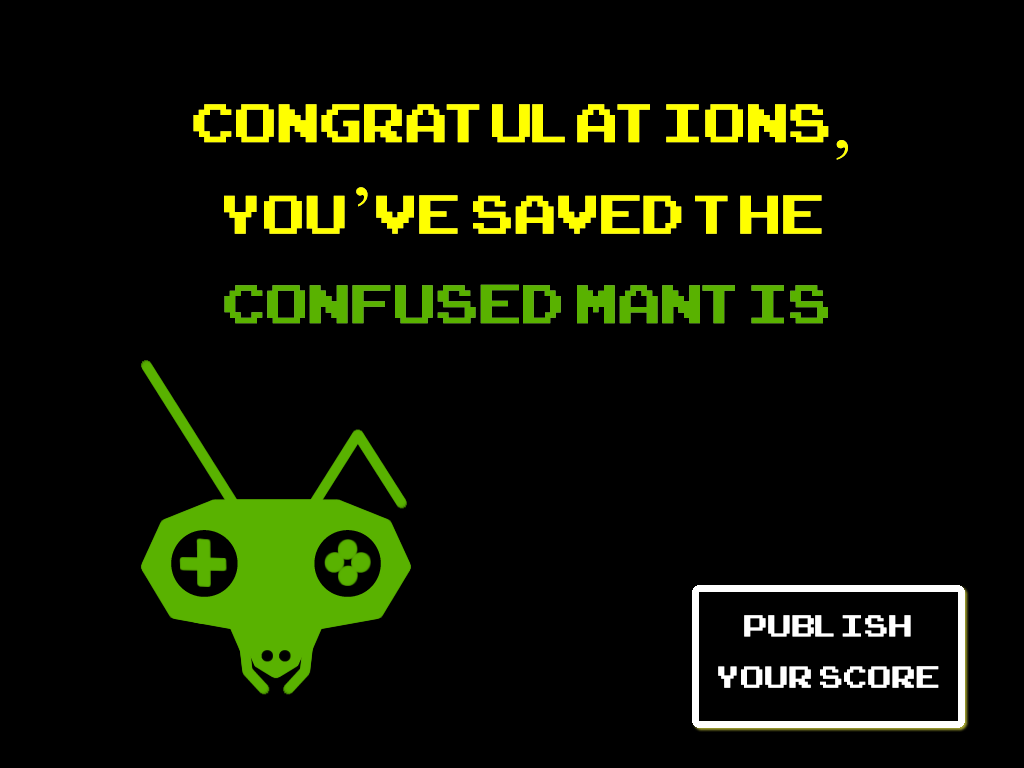 CONGRATULATIONS,
YOU'VE SAVED THE
CONFUSED MANTIS
PUBLISH
YOUR SCORE